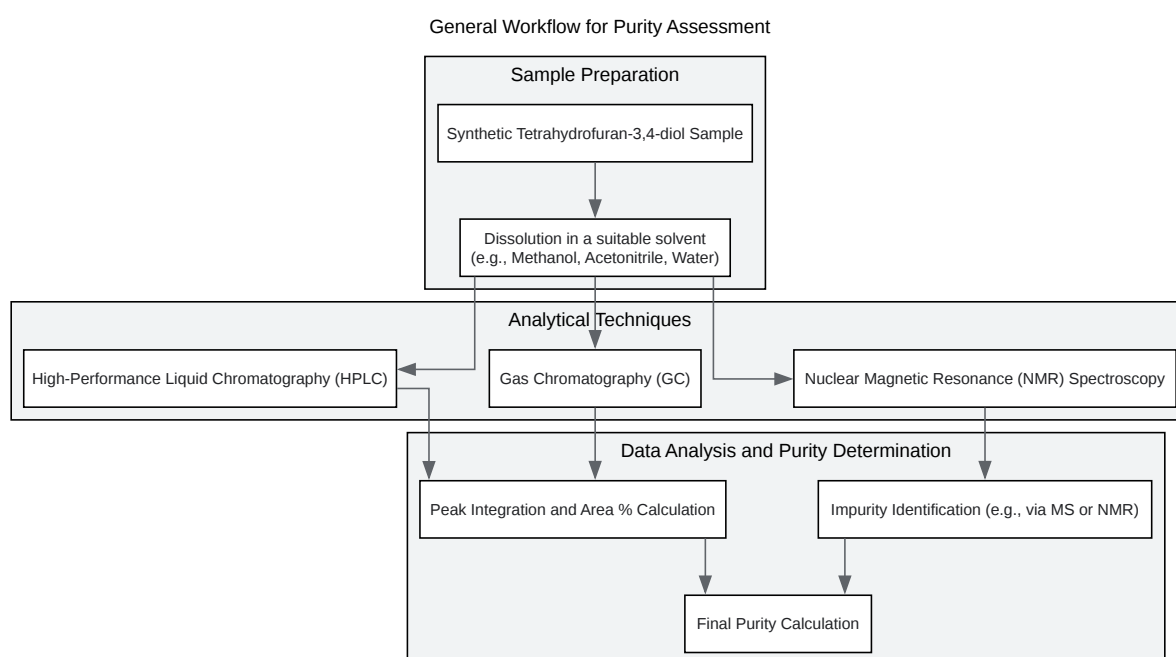 General Workflow for Purity Assessment
Sample Preparation
Synthetic Tetrahydrofuran-3,4-diol Sample
Dissolution in a suitable solvent
(e.g., Methanol, Acetonitrile, Water)
Analytical Techniques
High-Performance Liquid Chromatography (HPLC)
Gas Chromatography (GC)
Nuclear Magnetic Resonance (NMR) Spectroscopy
Data Analysis and Purity Determination
Peak Integration and Area % Calculation
Impurity Identification (e.g., via MS or NMR)
Final Purity Calculation